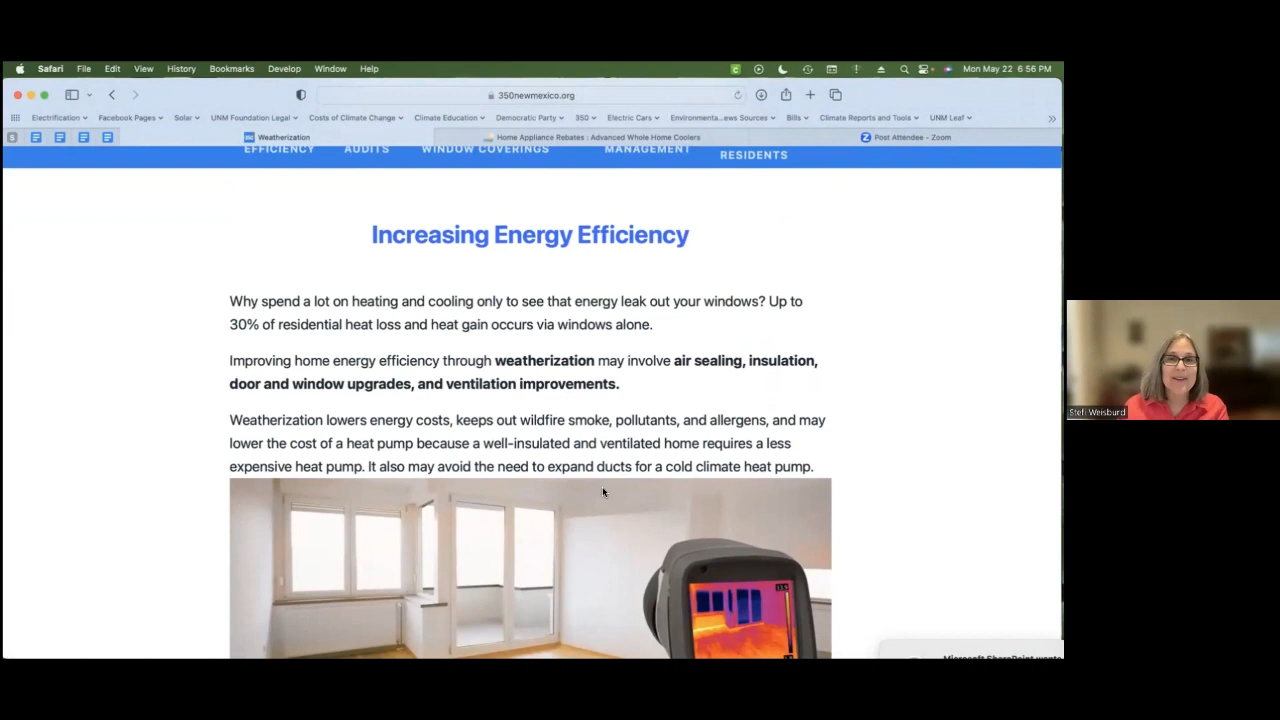 Safari File Edit View History Bookmarks Develop Window Help Mon May 22 6:56 PM
350newmexico.org
Electrification Facebook Pages Solar UNM Foundation Legal Costs of Climate Change Climate Education Democratic Party 350 Electric Cars Environmenta...ews Sources Bills Climate Reports and Tools UNM Leaf
Weatherization Home Appliance Rebates : Advanced Whole Home Coolers Post Attendee - Zoom
EFFICIENCY AUDITS WINDOW COVERINGS MANAGEMENT RESIDENTS
Increasing Energy Efficiency
Why spend a lot on heating and cooling only to see that energy leak out your windows? Up to
30% of residential heat loss and heat gain occurs via windows alone.
Improving home energy efficiency through weatherization may involve air sealing, insulation,
door and window upgrades, and ventilation improvements.
Weatherization lowers energy costs, keeps out wildfire smoke, pollutants, and allergens, and may
lower the cost of a heat pump because a well-insulated and ventilated home requires a less
expensive heat pump. It also may avoid the need to expand ducts for a cold climate heat pump.
Stefi Weisburd
Microsoft SharePoint wants